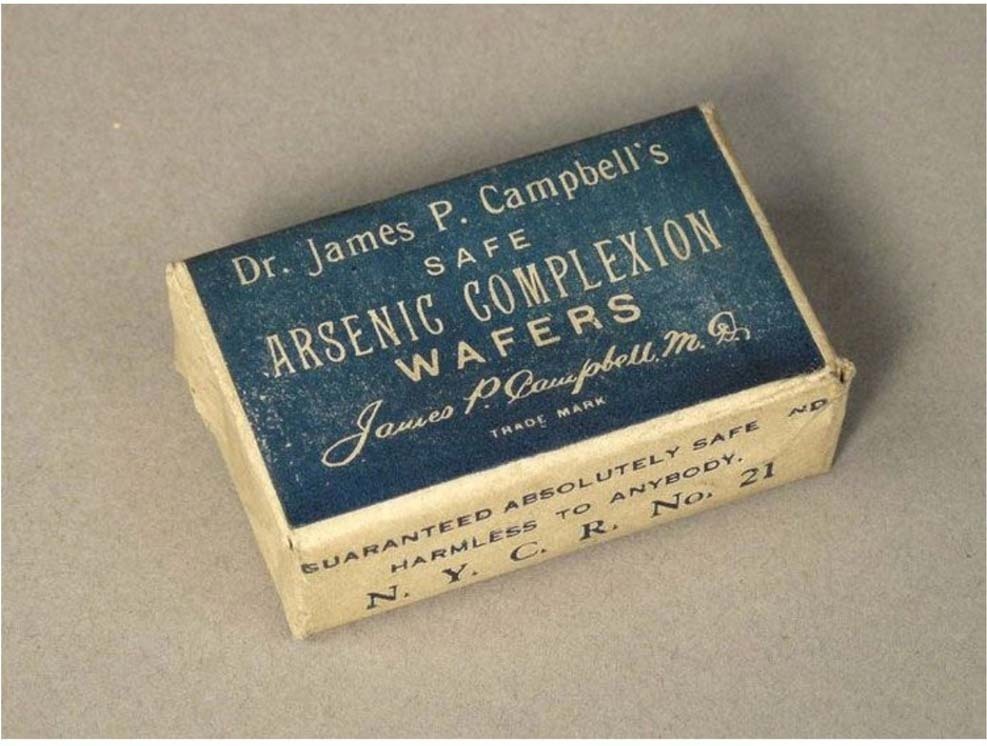 Dr. James P. Campbell's
SAFE
ARSENIC COMPLEXION
WAFERS
James P. Campbell, M. D.
TRADE MARK
GUARANTEED ABSOLUTELY SAFE AND
HARMLESS TO ANYBODY.
N. Y. C. R. No. 21